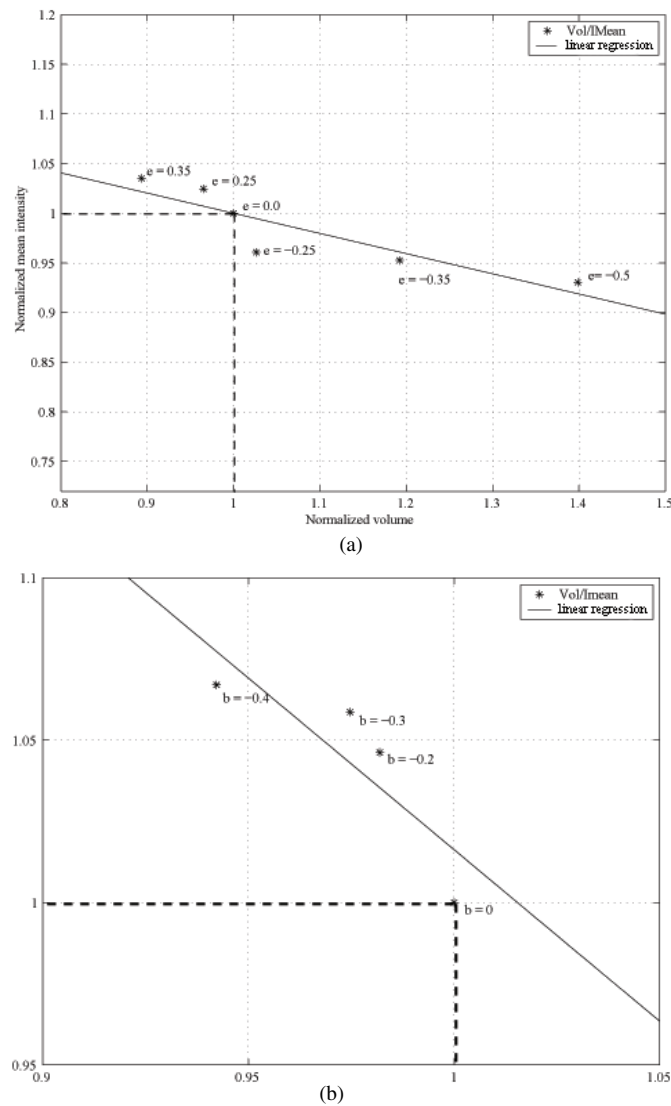 1.2
Vol/IMean
linear regression
1.15
1.1
Normalized mean intensity
1.05
e = 0.35
e = 0.25
e = 0.0
1
e = −0.25
0.95
e = −0.35
e= −0.5
0.9
0.85
0.8
0.75
0.8 0.9 1 1.1 1.2 1.3 1.4 1.5
Normalized volume
(a)
1.1
Vol/Imean
linear regression
b = −0.4
b = −0.3
1.05
b = −0.2
1
b = 0
0.95
0.9 0.95 1 1.05
(b)